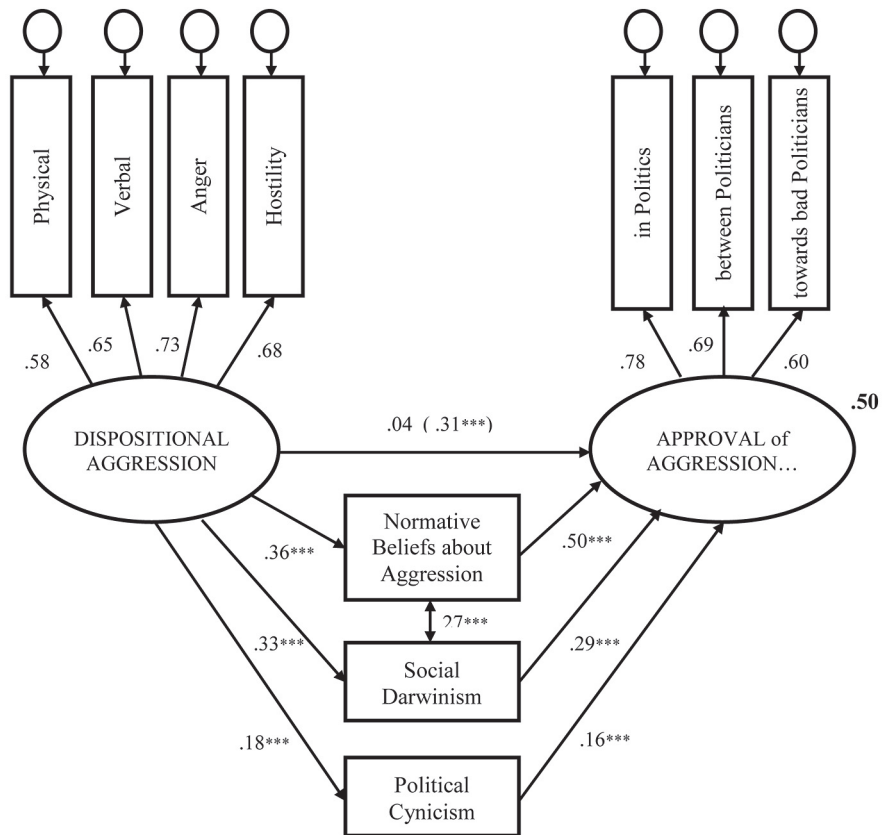 Physical
Verbal
Anger
Hostility
in Politics
between Politicians
towards bad Politicians
.58
.65
.73
.68
.78
.69
.60
.50
DISPOSITIONAL
AGGRESSION
.04 ( .31***)
APPROVAL of
AGGRESSION…
Normative
Beliefs about
Aggression
.36***
.50***
.27***
.33***
.29***
Social
Darwinism
.18***
.16***
Political
Cynicism